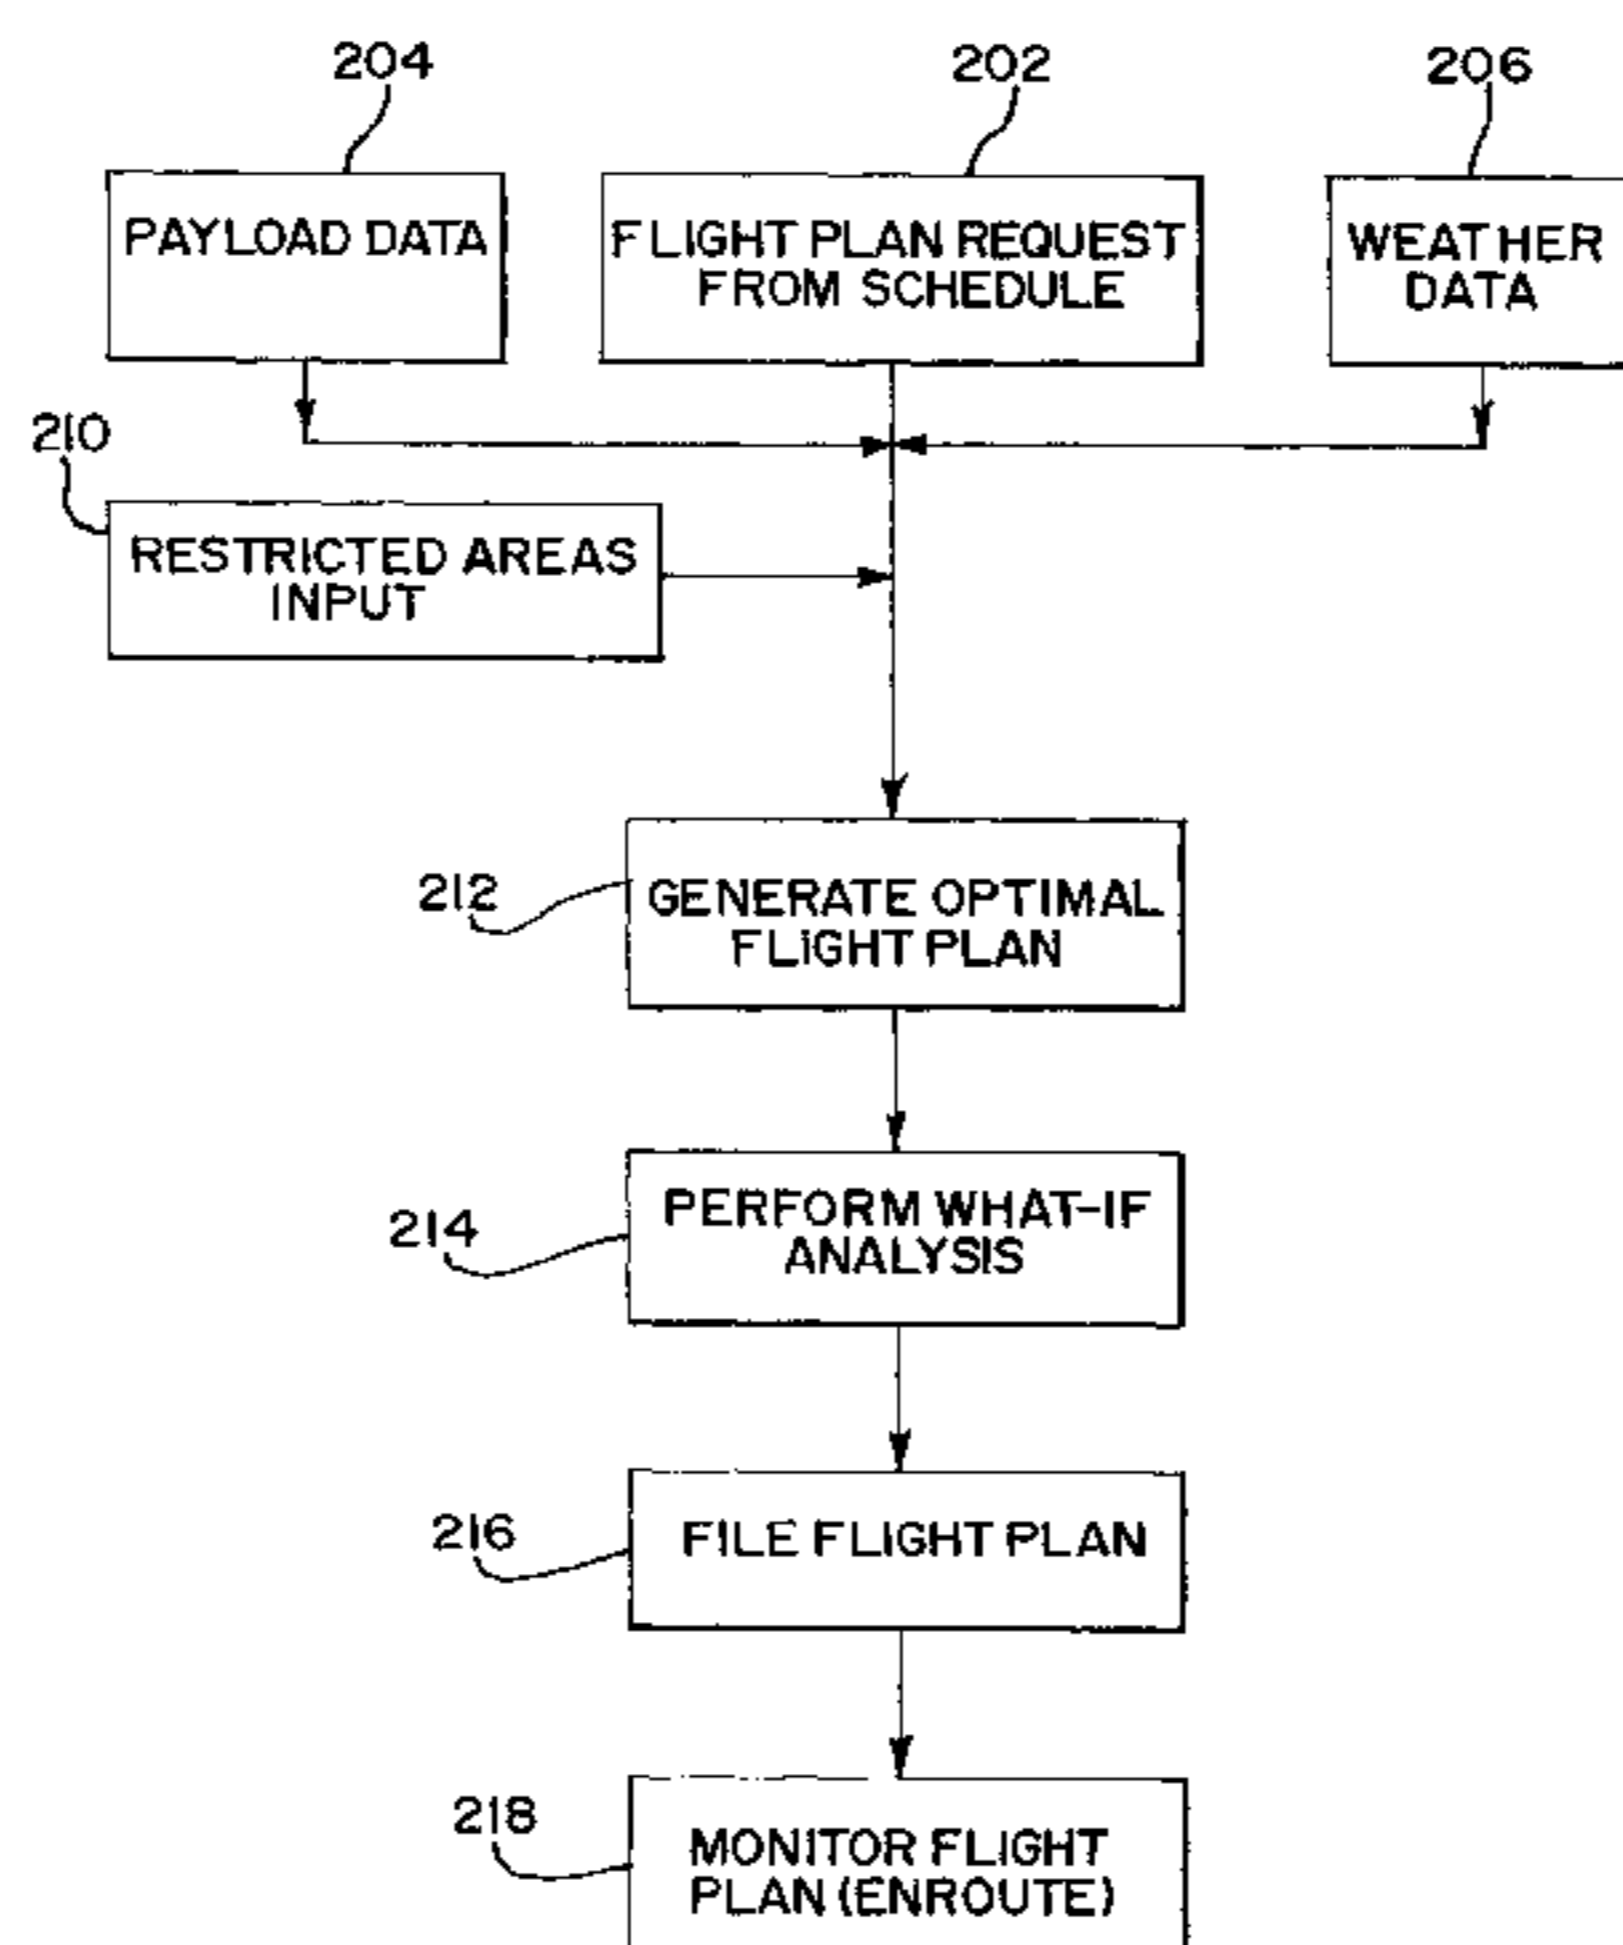 204
202
206
PAYLOAD DATA
FLIGHT PLAN REQUEST
FROM SCHEDULE
WEATHER
DATA
210
RESTRICTED AREAS
INPUT
212
GENERATE OPTIMAL
FLIGHT PLAN
214
PERFORM WHAT-IF
ANALYSIS
216
FILE FLIGHT PLAN
218
MONITOR FLIGHT
PLAN (ENROUTE)